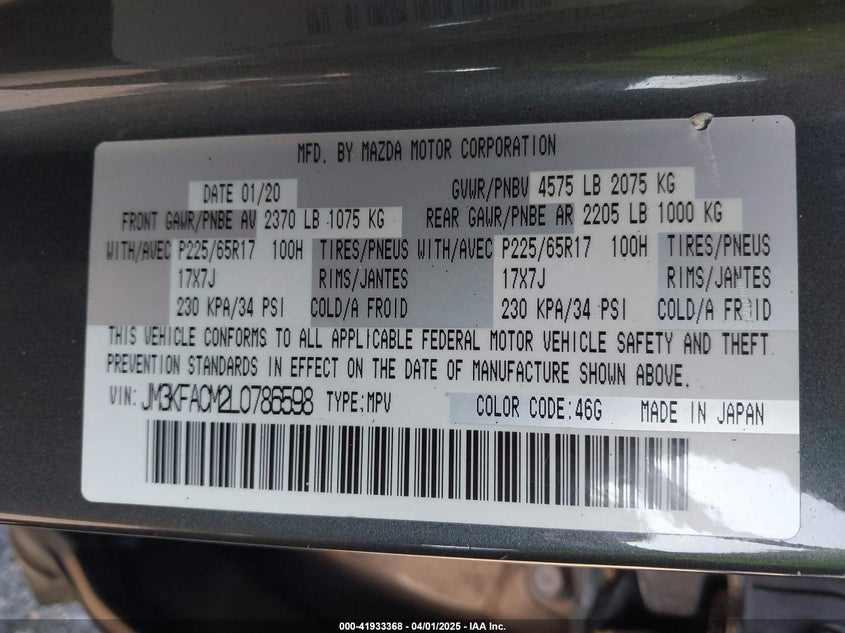 MFD. BY MAZDA MOTOR CORPORATION
DATE 01/20 GVWR/PNBV 4575 LB 2075 KG
FRONT GAWR/PNBE AV 2370 LB 1075 KG REAR GAWR/PNBE AR 2205 LB 1000 KG
WITH/AVEC P225/65R17 100H TIRES/PNEUS WITH/AVEC P225/65R17 100H TIRES/PNEUS
17X7J RIMS/JANTES 17X7J RIMS/JANTES
230 KPA/34 PSI COLD/A FROID 230 KPA/34 PSI COLD/A FROID
THIS VEHICLE CONFORMS TO ALL APPLICABLE FEDERAL MOTOR VEHICLE SAFETY AND THEFT
PREVENTION STANDARDS IN EFFECT ON THE DATE OF MANUFACTURE SHOWN ABOVE.
VIN: JM3KFACM2L0786598 TYPE:MPV COLOR CODE:46G MADE IN JAPAN
000-41933368 - 04/01/2025 - IAA Inc.